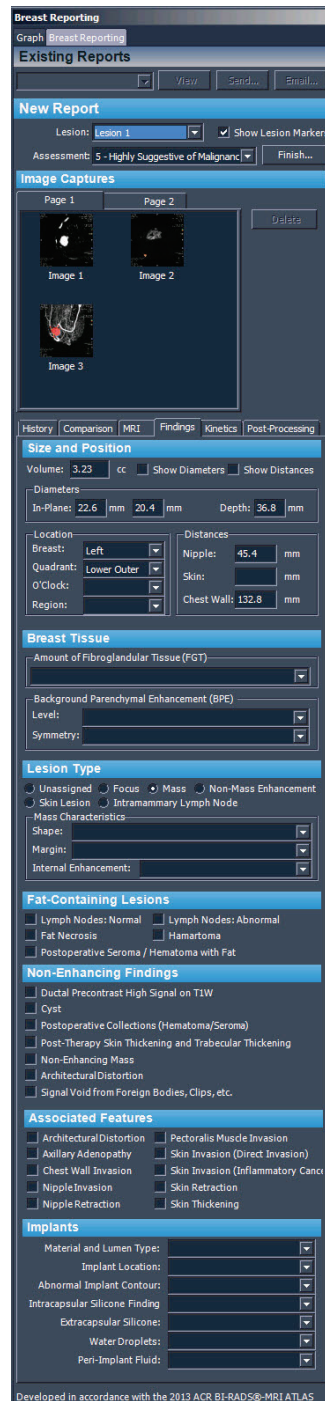 Breast Reporting
Graph Breast Reporting
Existing Reports
View Send... Email...
New Report
Lesion: Lesion 1 Show Lesion Marker
Assessment: 5 - Highly Suggestive of Malignanc Finish...
Image Captures
Page 1 Page 2
Delete
Image 1 Image 2
Image 3
History Comparison MRI Findings Kinetics Post-Processing
Size and Position
Volume: 3.23 cc Show Diameters Show Distances
Diameters
In-Plane: 22.6 mm 20.4 mm Depth: 36.8 mm
Location Distances
Breast: Left Nipple: 45.4 mm
Quadrant: Lower Outer Skin: mm
O'Clock: Chest Wall: 132.8 mm
Region:
Breast Tissue
Amount of Fibroglandular Tissue (FGT)
Background Parenchymal Enhancement (BPE)
Level:
Symmetry:
Lesion Type
Unassigned Focus Mass Non-Mass Enhancement
Skin Lesion Intramammary Lymph Node
Mass Characteristics
Shape:
Margin:
Internal Enhancement:
Fat-Containing Lesions
Lymph Nodes: Normal Lymph Nodes: Abnormal
Fat Necrosis Hamartoma
Postoperative Seroma / Hematoma with Fat
Non-Enhancing Findings
Ductal Precontrast High Signal on T1W
Cyst
Postoperative Collections (Hematoma/Seroma)
Post-Therapy Skin Thickening and Trabecular Thickening
Non-Enhancing Mass
Architectural Distortion
Signal Void from Foreign Bodies, Clips, etc.
Associated Features
Architectural Distortion Pectoralis Muscle Invasion
Axillary Adenopathy Skin Invasion (Direct Invasion)
Chest Wall Invasion Skin Invasion (Inflammatory Cance
Nipple Invasion Skin Retraction
Nipple Retraction Skin Thickening
Implants
Material and Lumen Type:
Implant Location:
Abnormal Implant Contour:
Intracapsular Silicone Finding
Extracapsular Silicone:
Water Droplets:
Peri-Implant Fluid:
Developed in accordance with the 2013 ACR BI-RADS®-MRI ATLAS